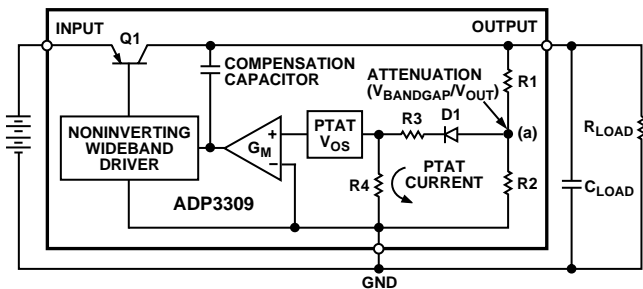 INPUT
OUTPUT
Q1
COMPENSATION
CAPACITOR
ATTENUATION
(VBANDGAP/VOUT)
R1
R3
D1
(a)
RLOAD
NONINVERTING
WIDEBAND
DRIVER
GM
+
−
PTAT
VOS
R4
PTAT
CURRENT
R2
CLOAD
ADP3309
GND